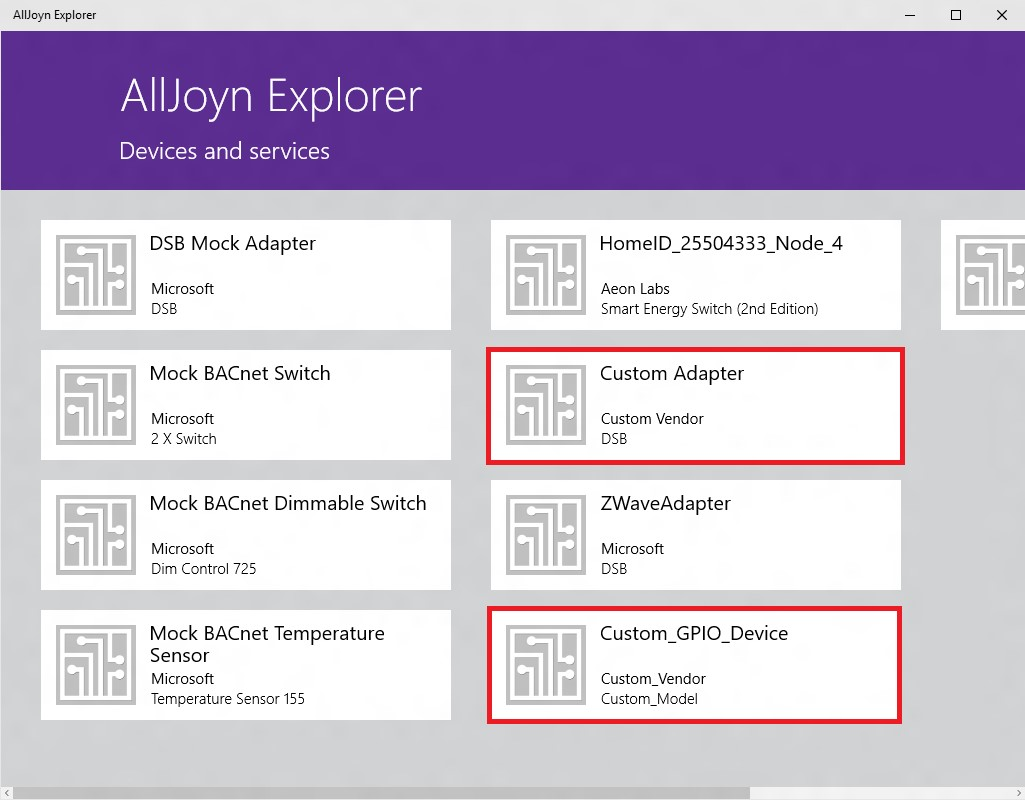 AllJoyn Explorer
AllJoyn Explorer
Devices and services
DSB Mock Adapter
Microsoft
DSB
Mock BACnet Switch
Microsoft
2 X Switch
Mock BACnet Dimmable Switch
Microsoft
Dim Control 725
Mock BACnet Temperature
Sensor
Microsoft
Temperature Sensor 155
HomeID_25504333_Node_4
Aeon Labs
Smart Energy Switch (2nd Edition)
Custom Adapter
Custom Vendor
DSB
ZWaveAdapter
Microsoft
DSB
Custom_GPIO_Device
Custom_Vendor
Custom_Model